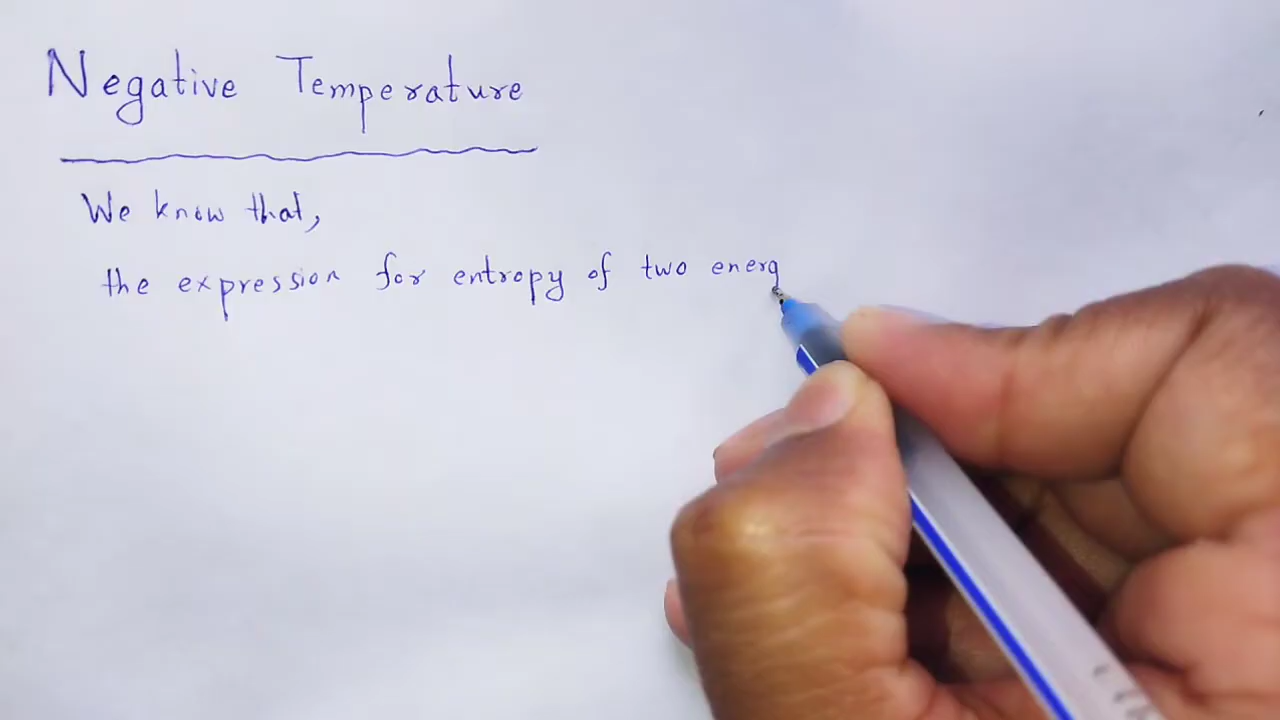 Negative Temperature
We know that,
the expression for entropy of two energ